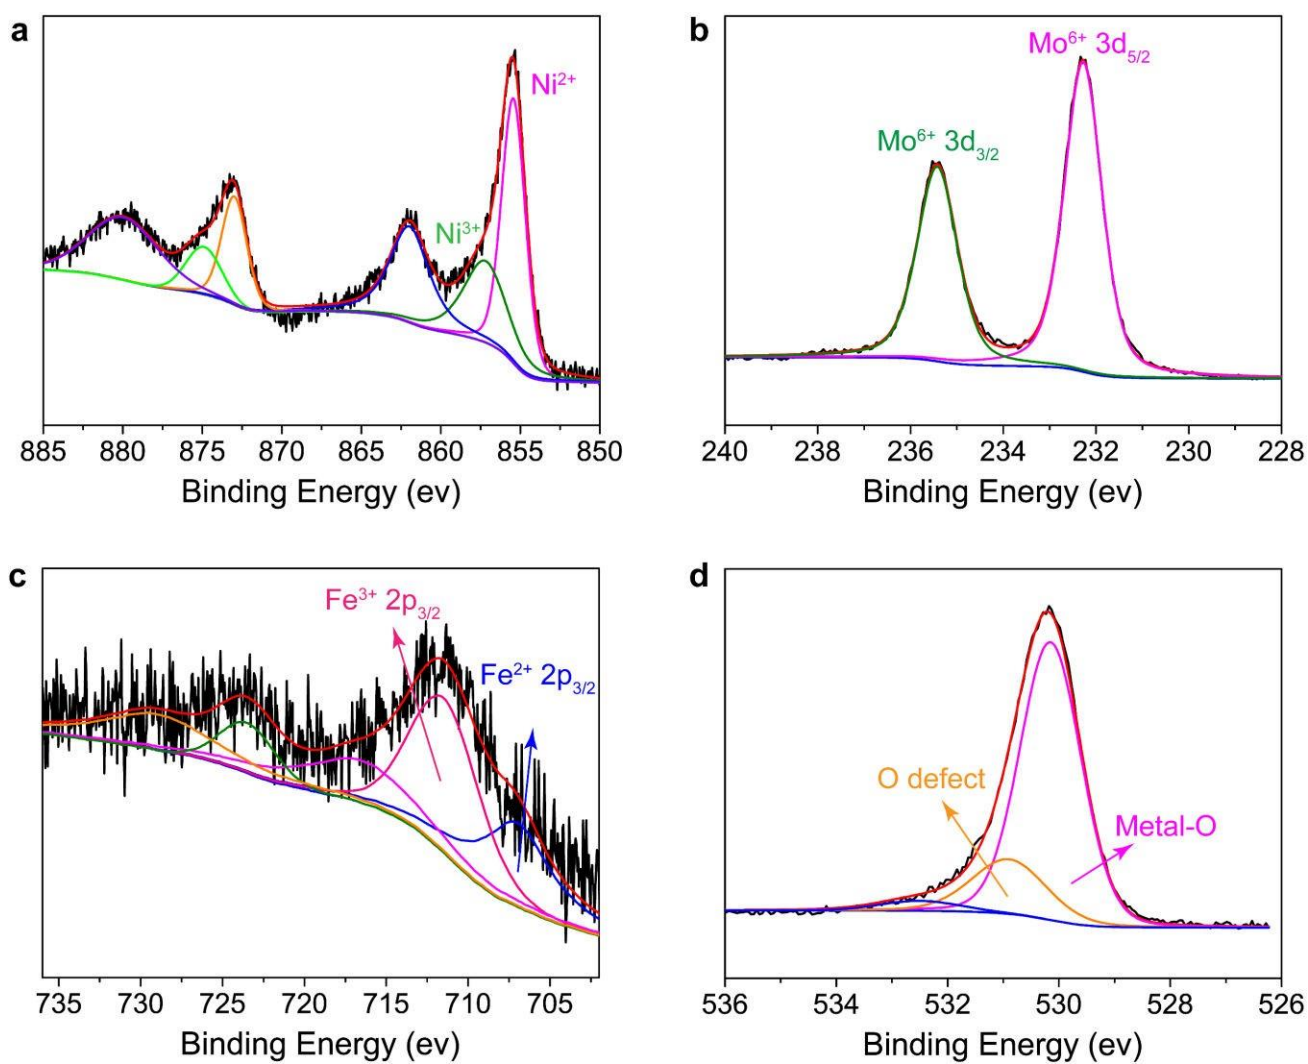 a
Ni²⁺
Ni³⁺
885 880 875 870 865 860 855 850
Binding Energy (ev)
b
Mo⁶⁺ 3d₅/₂
Mo⁶⁺ 3d₃/₂
240 238 236 234 232 230 228
Binding Energy (ev)
c
Fe³⁺ 2p₃/₂
Fe²⁺ 2p₃/₂
735 730 725 720 715 710 705
Binding Energy (ev)
d
O defect
Metal-O
536 534 532 530 528 526
Binding Energy (ev)